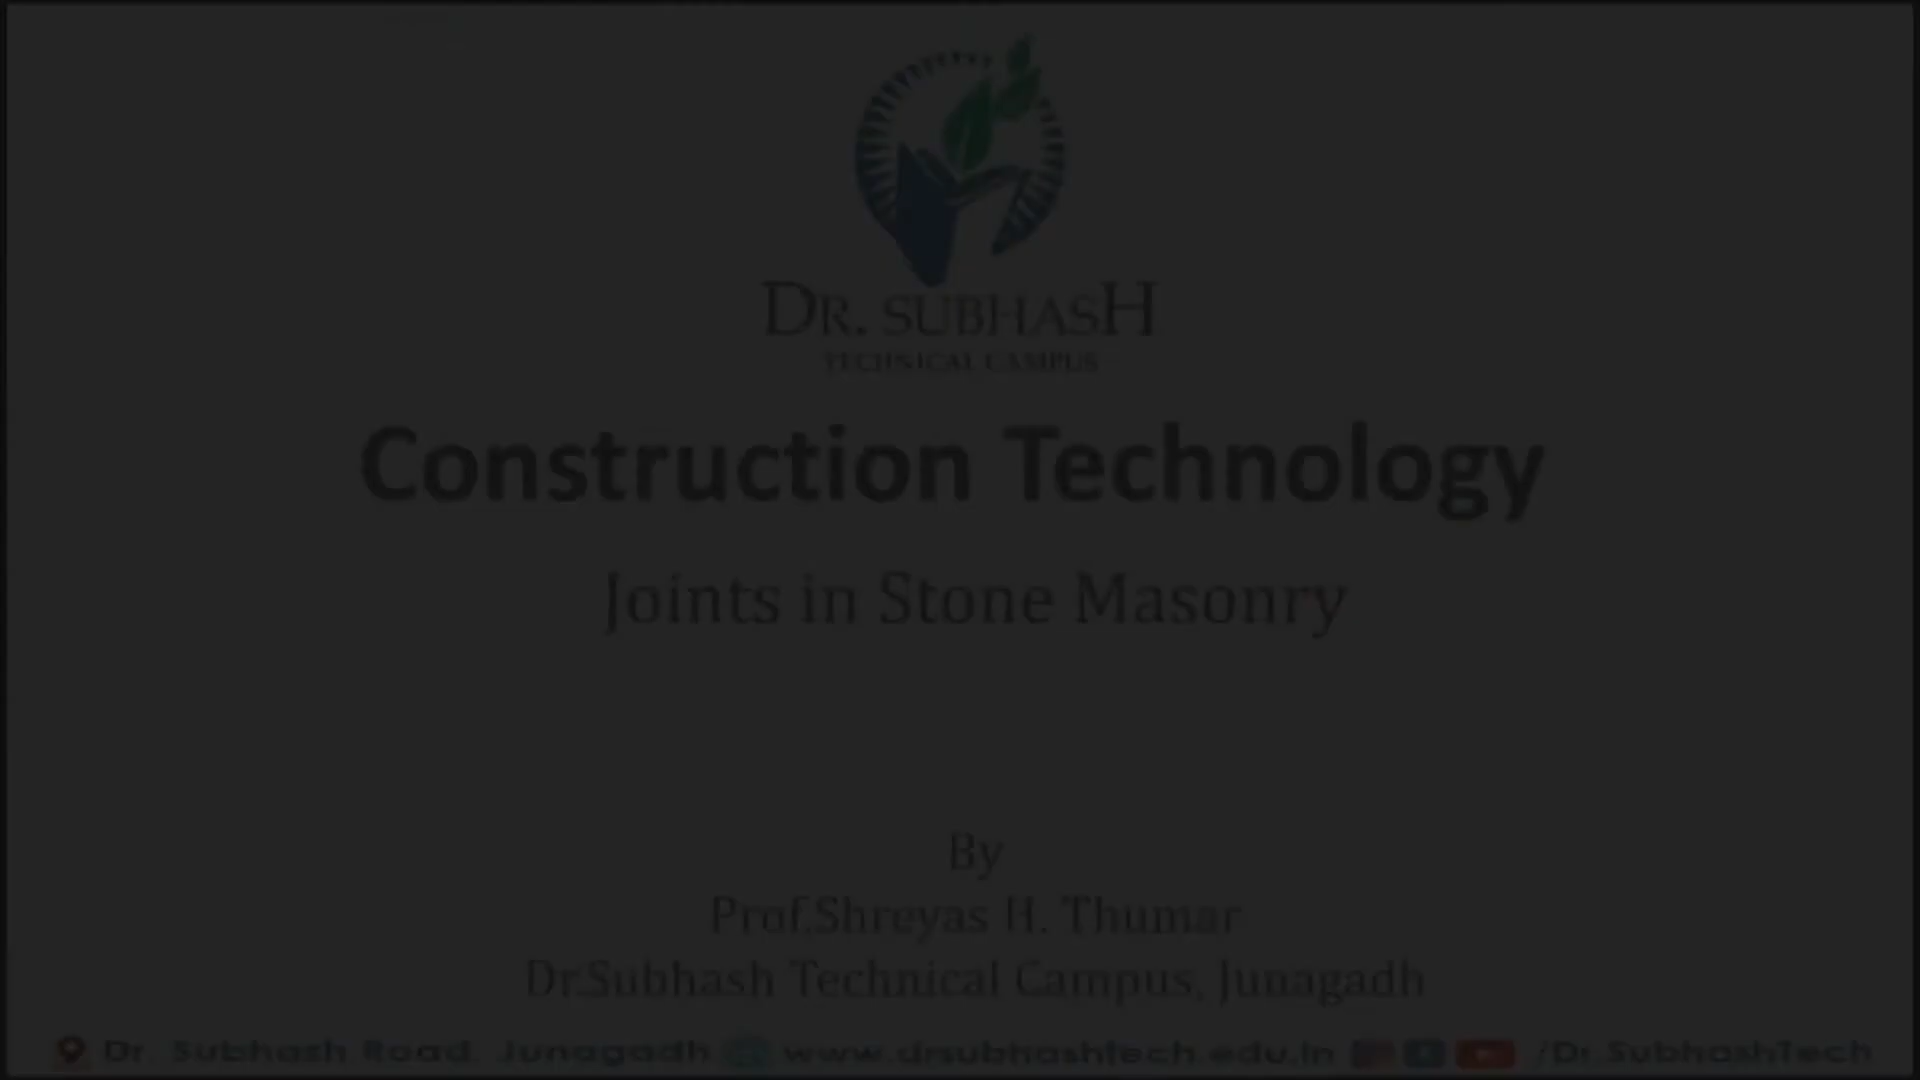 DR. SUBHASH
TECHNICAL CAMPUS
Construction Technology
Joints in Stone Masonry
By
Prof.Shreyas H. Thumar
Dr.Subhash Technical Campus, Junagadh
Dr. Subhash Road, Junagadh www.drsubhashtech.edu.in /Dr.SubhashTech